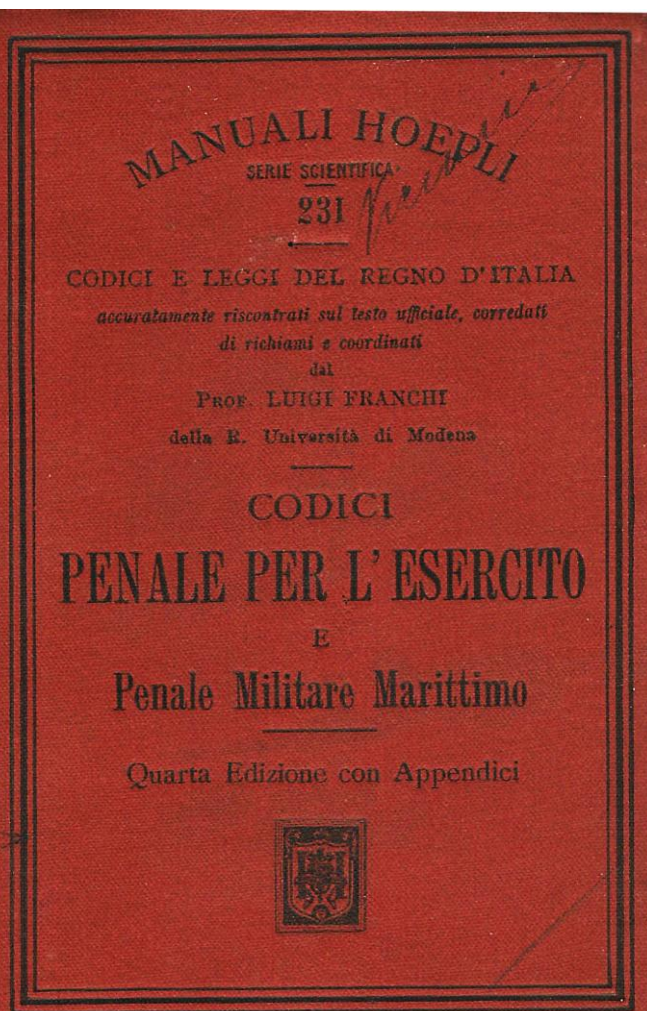 MANUALI HOEPLI
SERIE SCIENTIFICA
231
CODICI E LEGGI DEL REGNO D'ITALIA
accuratamente riscontrati sul testo ufficiale, corredati
di richiami e coordinati
dal
PROF. LUIGI FRANCHI
della R. Università di Modena
CODICI
PENALE PER L'ESERCITO
E
Penale Militare Marittimo
Quarta Edizione con Appendici